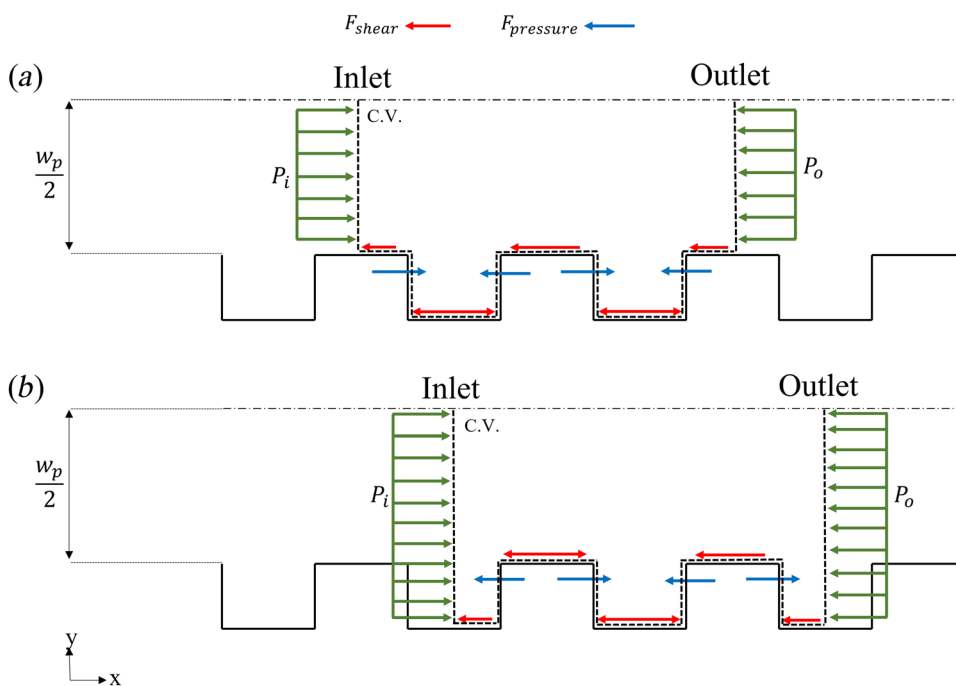 F_shear F_pressure
(a) Inlet Outlet
C.V.
w_p/2
P_i P_o
(b) Inlet Outlet
C.V.
w_p/2
P_i P_o
y
x